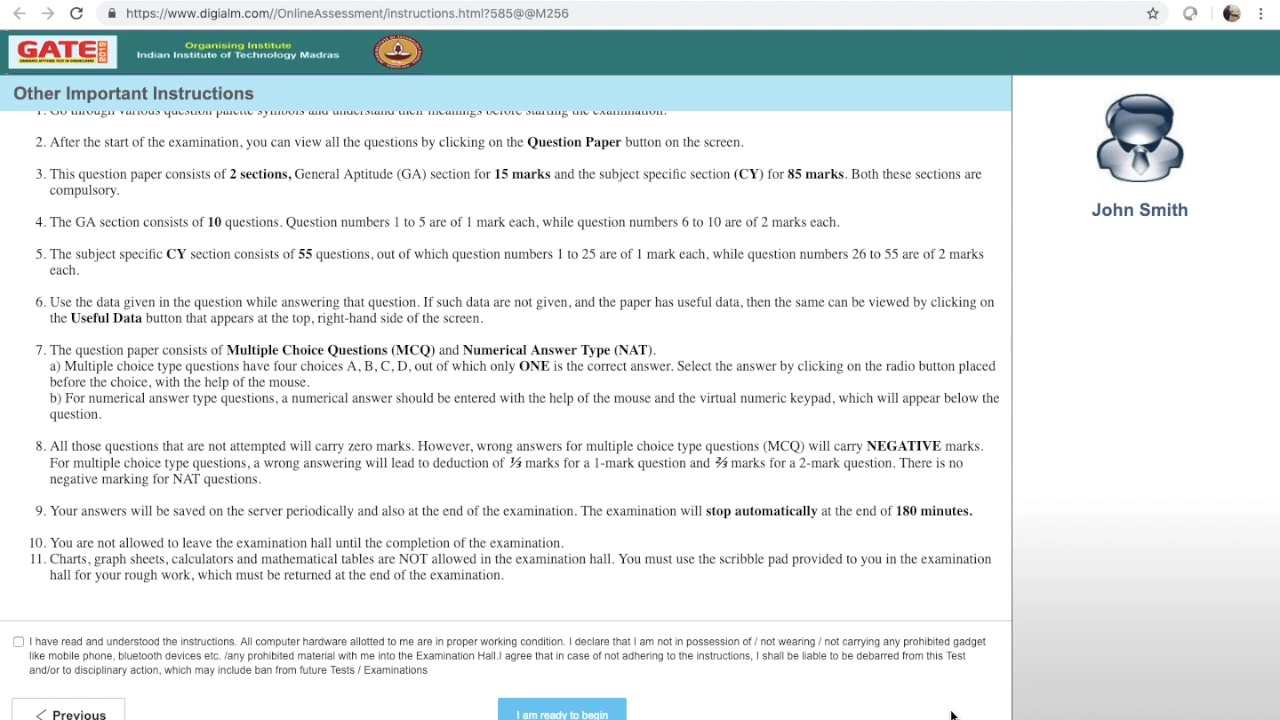 https://www.digialm.com//OnlineAssessment/instructions.html?585@@M256
GATE 2019
Organising Institute
Indian Institute of Technology Madras
Other Important Instructions
1. Go through various question palette symbols and understand their meanings before starting the examination.
2. After the start of the examination, you can view all the questions by clicking on the Question Paper button on the screen.
3. This question paper consists of 2 sections, General Aptitude (GA) section for 15 marks and the subject specific section (CY) for 85 marks. Both these sections are
compulsory.
4. The GA section consists of 10 questions. Question numbers 1 to 5 are of 1 mark each, while question numbers 6 to 10 are of 2 marks each.
5. The subject specific CY section consists of 55 questions, out of which question numbers 1 to 25 are of 1 mark each, while question numbers 26 to 55 are of 2 marks
each.
6. Use the data given in the question while answering that question. If such data are not given, and the paper has useful data, then the same can be viewed by clicking on
the Useful Data button that appears at the top, right-hand side of the screen.
7. The question paper consists of Multiple Choice Questions (MCQ) and Numerical Answer Type (NAT).
a) Multiple choice type questions have four choices A, B, C, D, out of which only ONE is the correct answer. Select the answer by clicking on the radio button placed
before the choice, with the help of the mouse.
b) For numerical answer type questions, a numerical answer should be entered with the help of the mouse and the virtual numeric keypad, which will appear below the
question.
8. All those questions that are not attempted will carry zero marks. However, wrong answers for multiple choice type questions (MCQ) will carry NEGATIVE marks.
For multiple choice type questions, a wrong answering will lead to deduction of ⅓ marks for a 1-mark question and ⅔ marks for a 2-mark question. There is no
negative marking for NAT questions.
9. Your answers will be saved on the server periodically and also at the end of the examination. The examination will stop automatically at the end of 180 minutes.
10. You are not allowed to leave the examination hall until the completion of the examination.
11. Charts, graph sheets, calculators and mathematical tables are NOT allowed in the examination hall. You must use the scribble pad provided to you in the examination
hall for your rough work, which must be returned at the end of the examination.
I have read and understood the instructions. All computer hardware allotted to me are in proper working condition. I declare that I am not in possession of / not wearing / not carrying any prohibited gadget
like mobile phone, bluetooth devices etc. /any prohibited material with me into the Examination Hall.I agree that in case of not adhering to the instructions, I shall be liable to be debarred from this Test
and/or to disciplinary action, which may include ban from future Tests / Examinations
Previous
I am ready to begin
John Smith